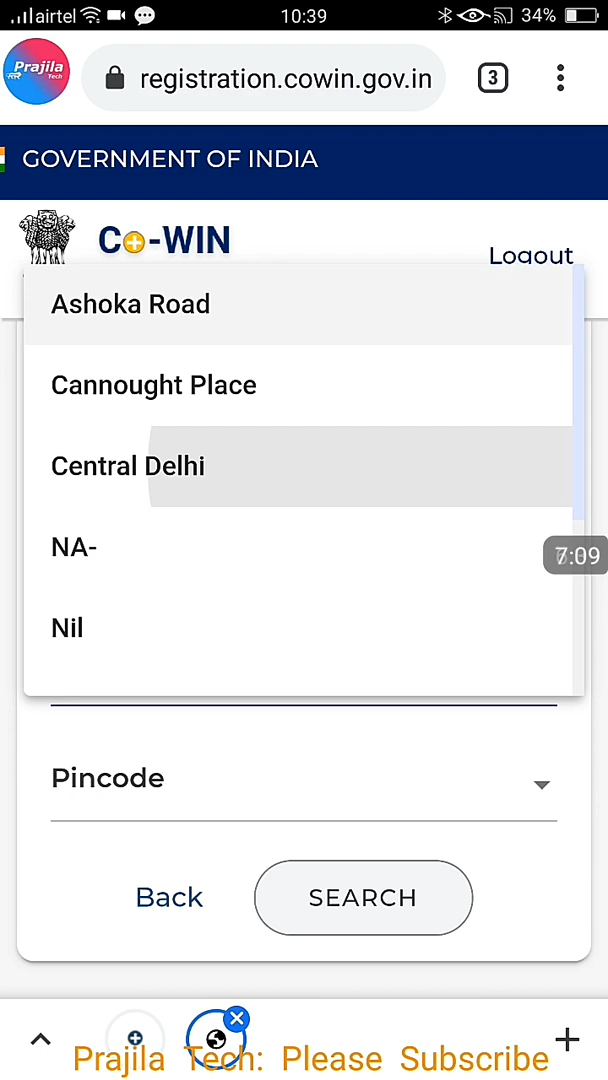 airtel 10:39 34%
Prajila
Tech
registration.cowin.gov.in 3
GOVERNMENT OF INDIA
Co-WIN
Logout
Ashoka Road
Cannought Place
Central Delhi
NA-
Nil
7:09
Pincode
Back SEARCH
Prajila Tech: Please Subscribe